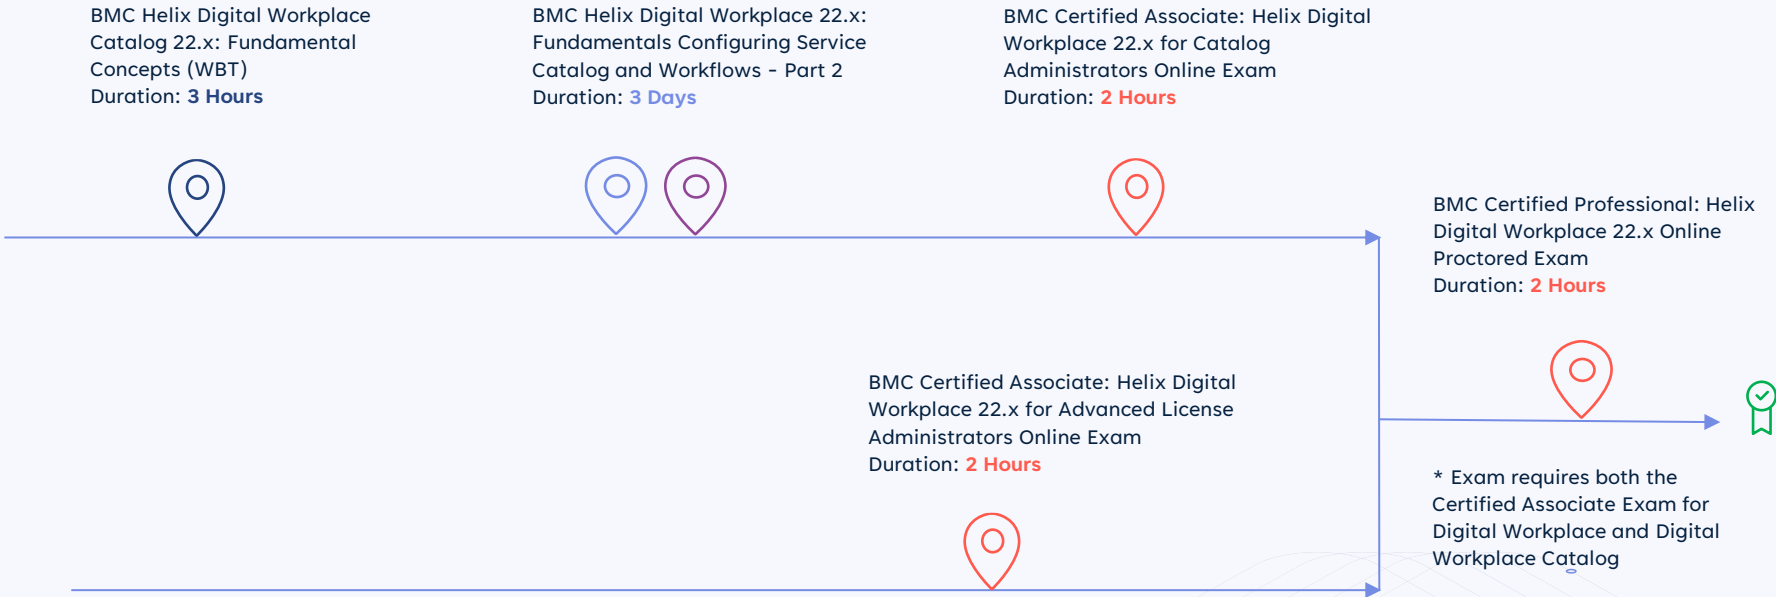 BMC Helix Digital Workplace
Catalog 22.x: Fundamental
Concepts (WBT)
Duration: 3 Hours
BMC Helix Digital Workplace 22.x:
Fundamentals Configuring Service
Catalog and Workflows - Part 2
Duration: 3 Days
BMC Certified Associate: Helix Digital
Workplace 22.x for Catalog
Administrators Online Exam
Duration: 2 Hours
BMC Certified Professional: Helix
Digital Workplace 22.x Online
Proctored Exam
Duration: 2 Hours
BMC Certified Associate: Helix Digital
Workplace 22.x for Advanced License
Administrators Online Exam
Duration: 2 Hours
* Exam requires both the
Certified Associate Exam for
Digital Workplace and Digital
Workplace Catalog